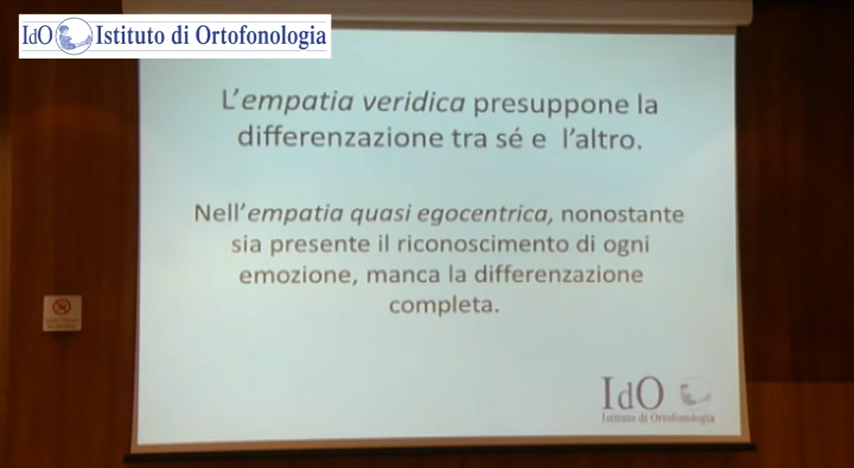 IdO Istituto di Ortofonologia
L'empatia veridica presuppone la
differenzazione tra sé e l'altro.
Nell'empatia quasi egocentrica, nonostante
sia presente il riconoscimento di ogni
emozione, manca la differenzazione
completa.
IdO
Istituto di Ortofonologia